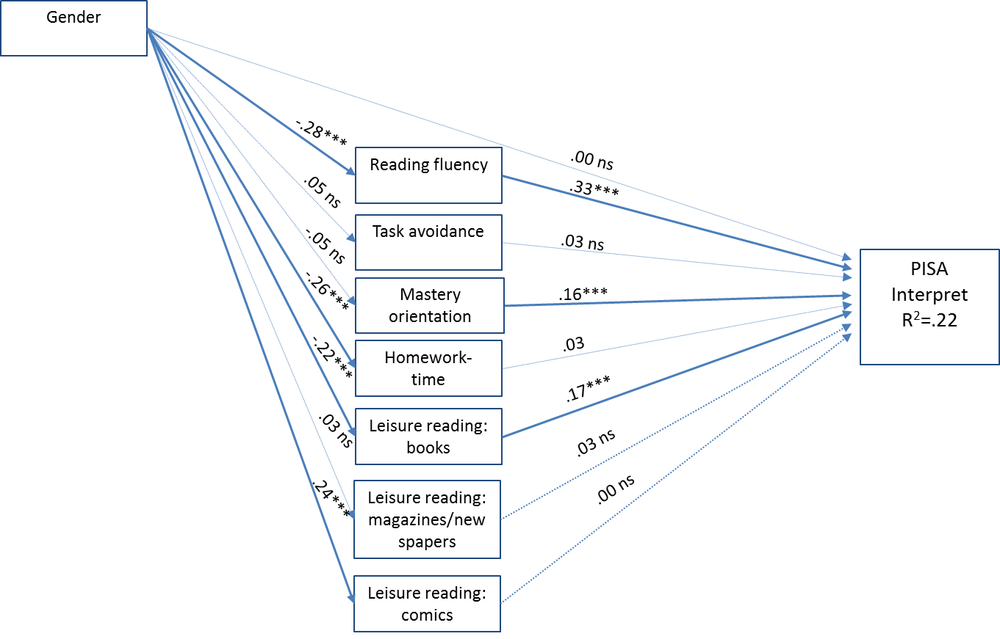 Gender
-.28***
.00 ns
Reading fluency
.33***
.05 ns
Task avoidance
.03 ns
-.05 ns
PISA
Interpret
R²=.22
Mastery
orientation
.16***
-.26***
Homework-
time
.03
-.22***
.17***
Leisure reading:
books
.03 ns
.03 ns
Leisure reading:
magazines/new
spapers
.24***
.00 ns
Leisure reading:
comics